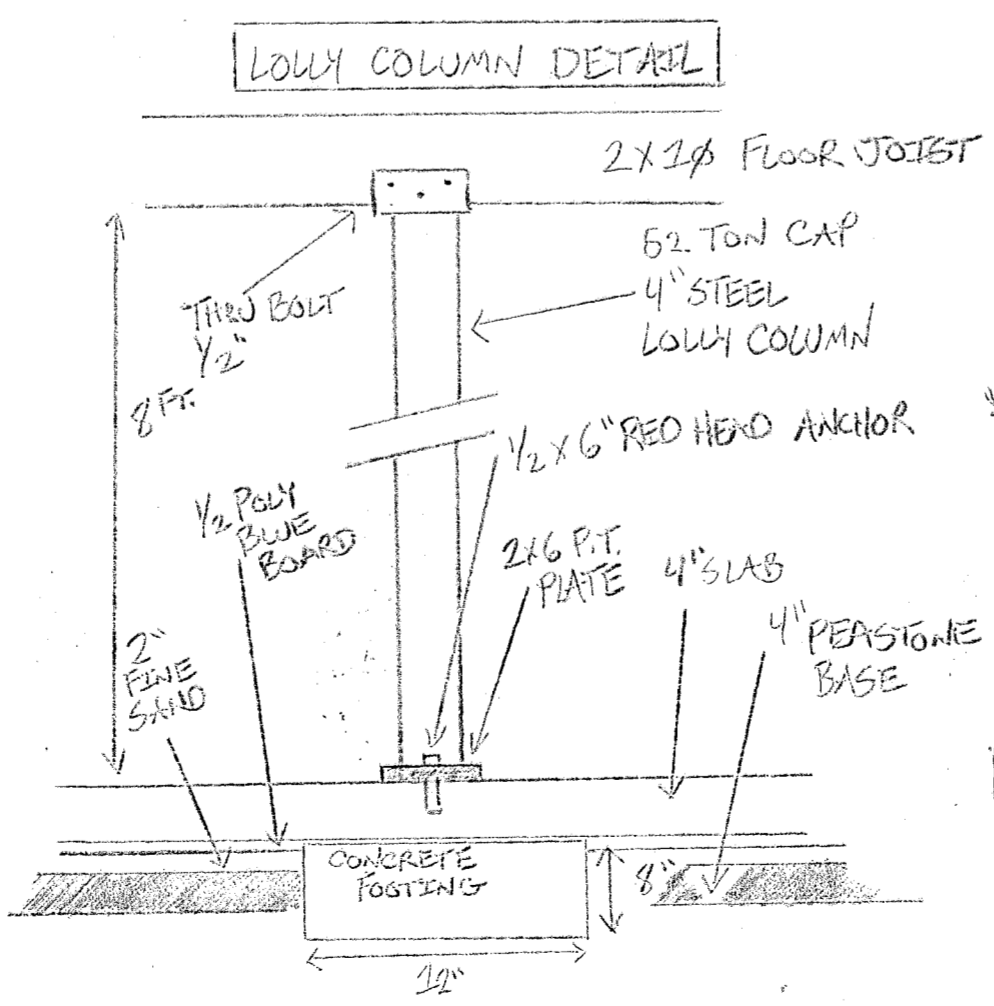 LOLLY COLUMN DETAIL
2X1Ø FLOOR JOIST
52 TON CAP
4" STEEL
LOLLY COLUMN
THRU BOLT
1/2"
8 FT.
1/2 X 6" RED HEAD ANCHOR
1/2 POLY
BLUE
BOARD
2X6 P.T.
PLATE
4" SLAB
4" PEASTONE
BASE
2"
FINE
SAND
CONCRETE
FOOTING
8"
12"